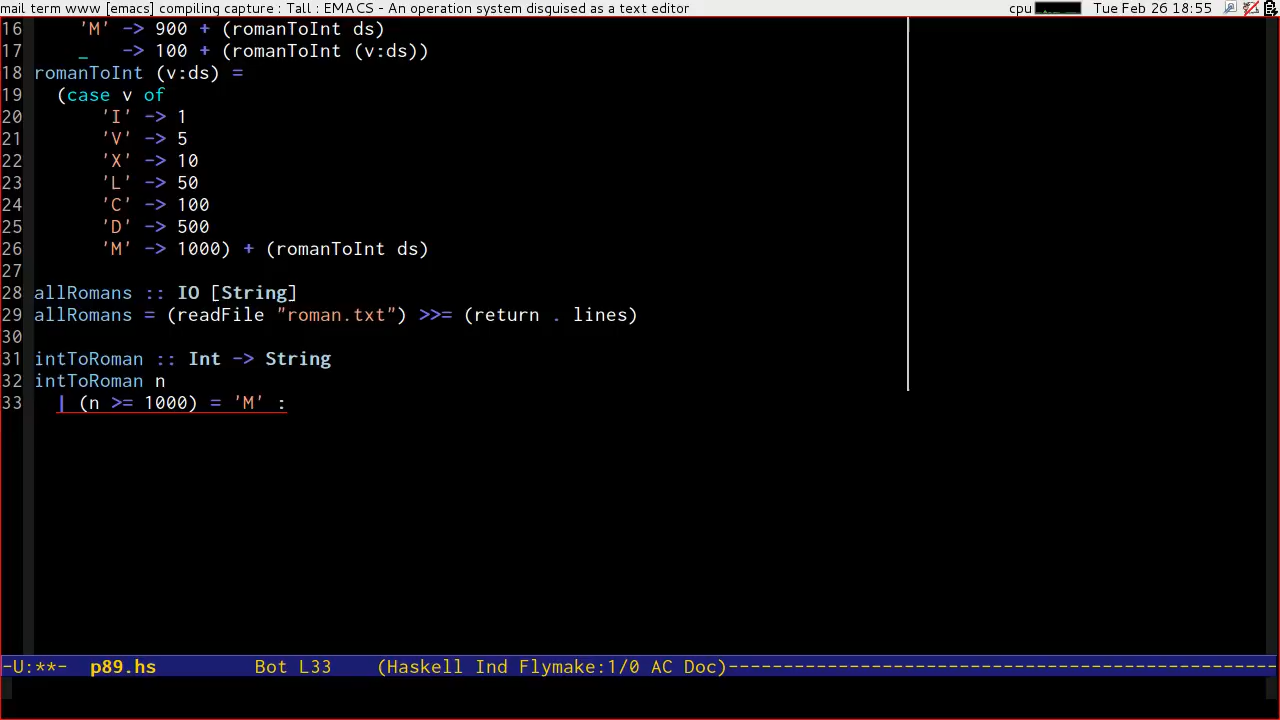 mail term www [emacs] compiling capture : Tall : EMACS - An operation system disguised as a text editor cpu Tue Feb 26 18:55
16     'M' -> 900 + (romanToInt ds)
17     _   -> 100 + (romanToInt (v:ds))
18 romanToInt (v:ds) =
19   (case v of
20       'I' -> 1
21       'V' -> 5
22       'X' -> 10
23       'L' -> 50
24       'C' -> 100
25       'D' -> 500
26       'M' -> 1000) + (romanToInt ds)
27
28 allRomans :: IO [String]
29 allRomans = (readFile "roman.txt") >>= (return . lines)
30
31 intToRoman :: Int -> String
32 intToRoman n
33   | (n >= 1000) = 'M' :
-U:**-  p89.hs         Bot L33    (Haskell Ind Flymake:1/0 AC Doc)--------------------------------------------------